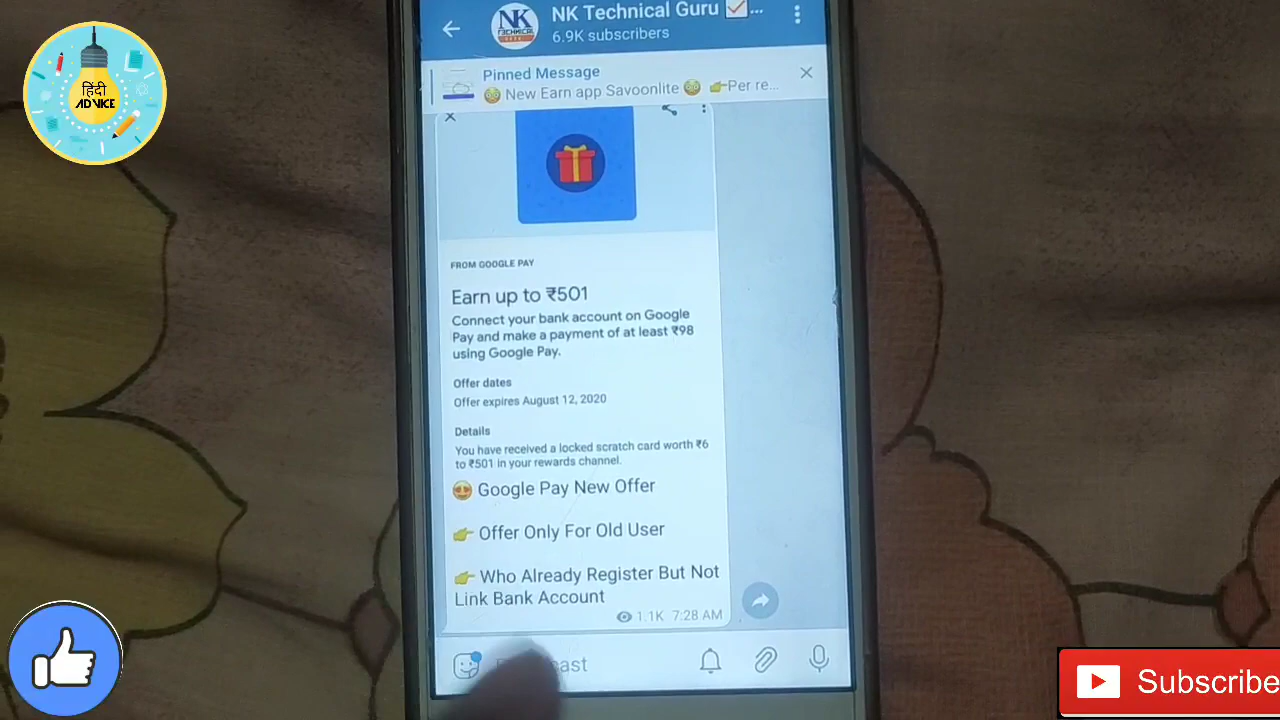 हिंदी
ADVICE
NK
TECHNICAL
NK Technical Guru ✅...
6.9K subscribers
Pinned Message
😳 New Earn app Savoonlite 😳 👉Per re...
FROM GOOGLE PAY
Earn up to ₹501
Connect your bank account on Google
Pay and make a payment of at least ₹98
using Google Pay.
Offer dates
Offer expires August 12, 2020
Details
You have received a locked scratch card worth ₹6
to ₹501 in your rewards channel.
🤩 Google Pay New Offer
👉 Offer Only For Old User
👉 Who Already Register But Not
Link Bank Account
1.1K 7:28 AM
Subscribe